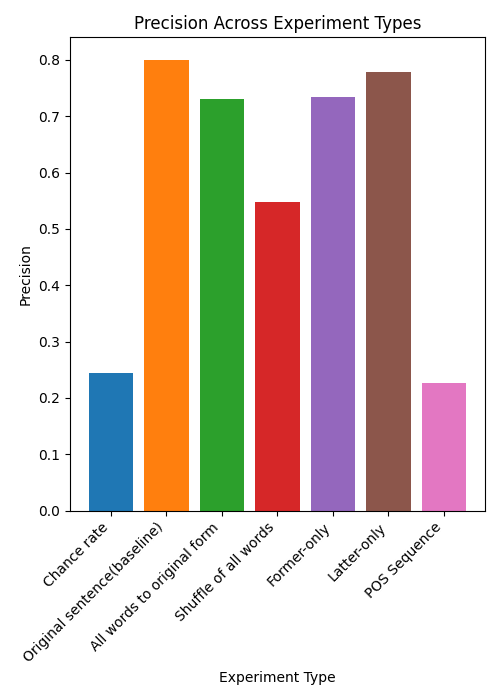 Precision Across Experiment Types
0.8
0.7
0.6
0.5
0.4
0.3
0.2
0.1
0.0
Precision
Chance rate
Original sentence(baseline)
All words to original form
Shuffle of all words
Former-only
Latter-only
POS Sequence
Experiment Type